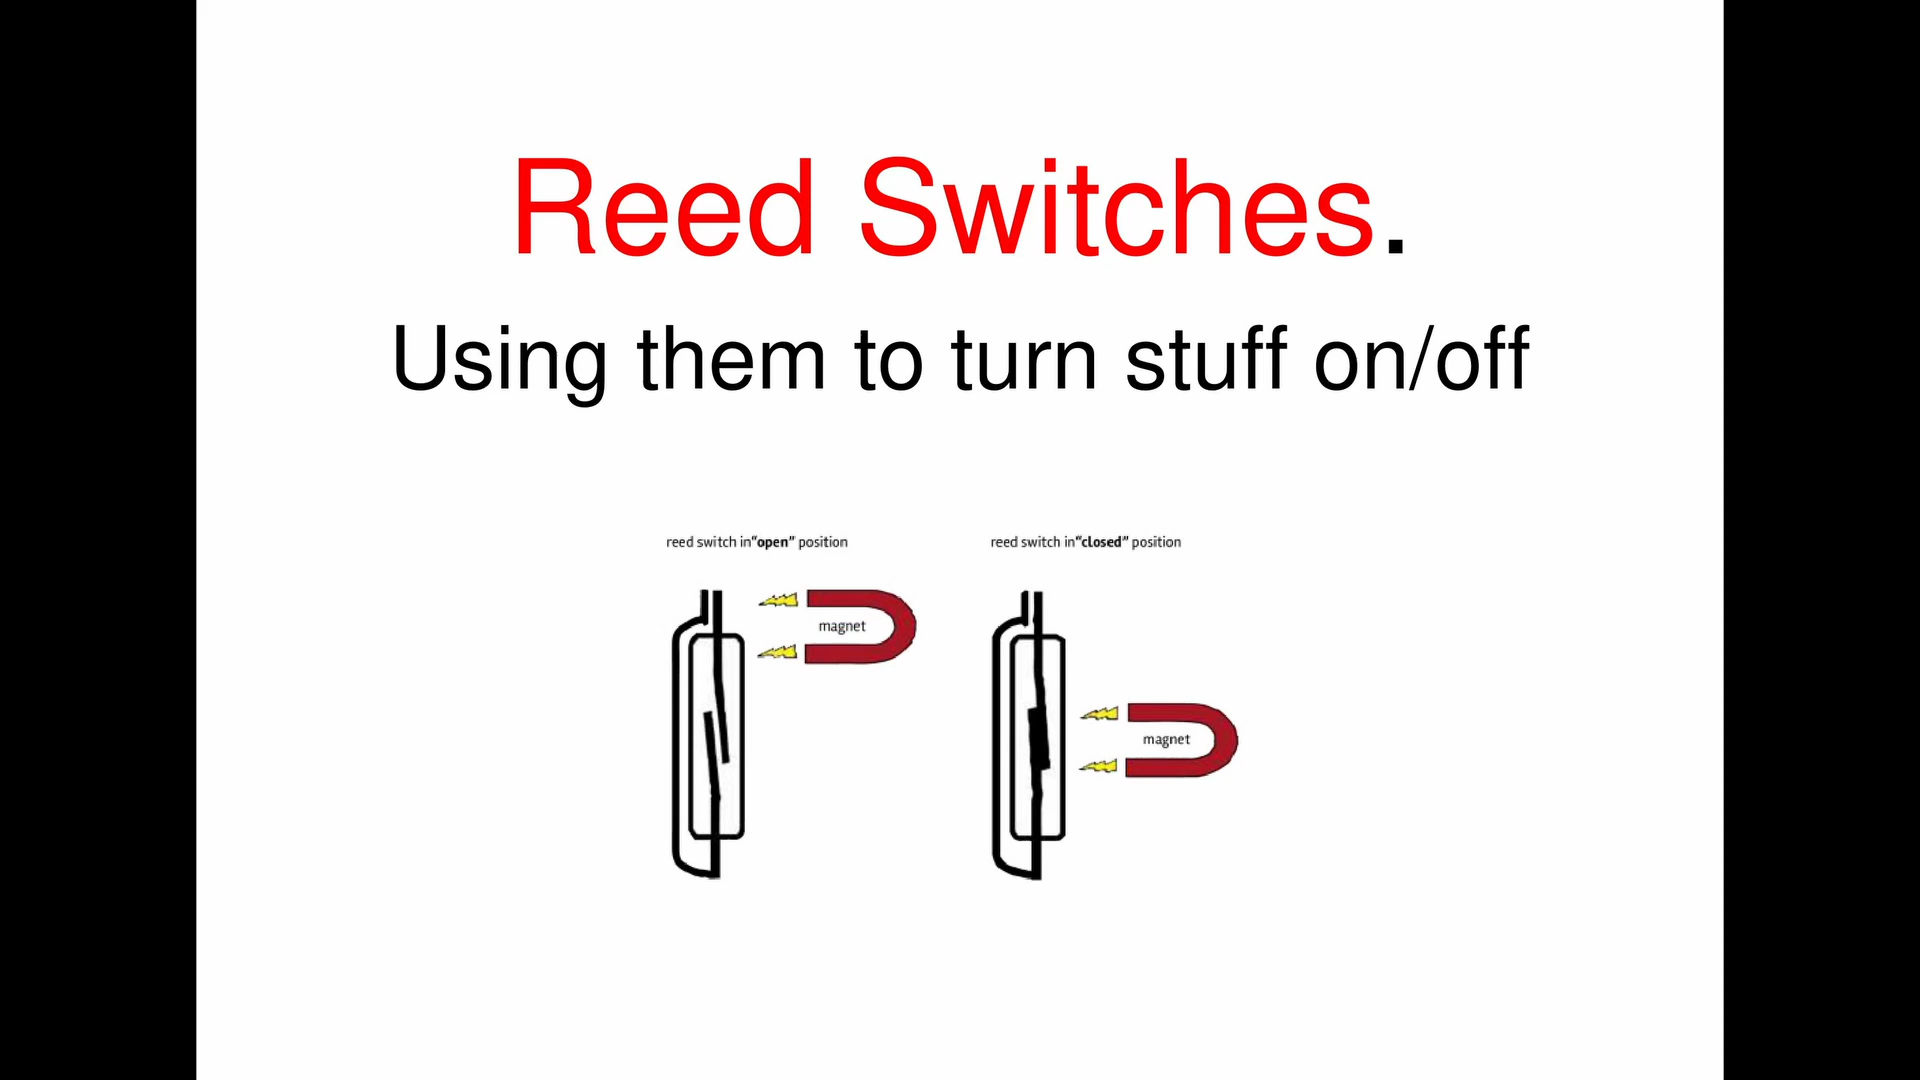 Reed Switches.
Using them to turn stuff on/off
reed switch in“open” position
reed switch in“closed” position
magnet
magnet